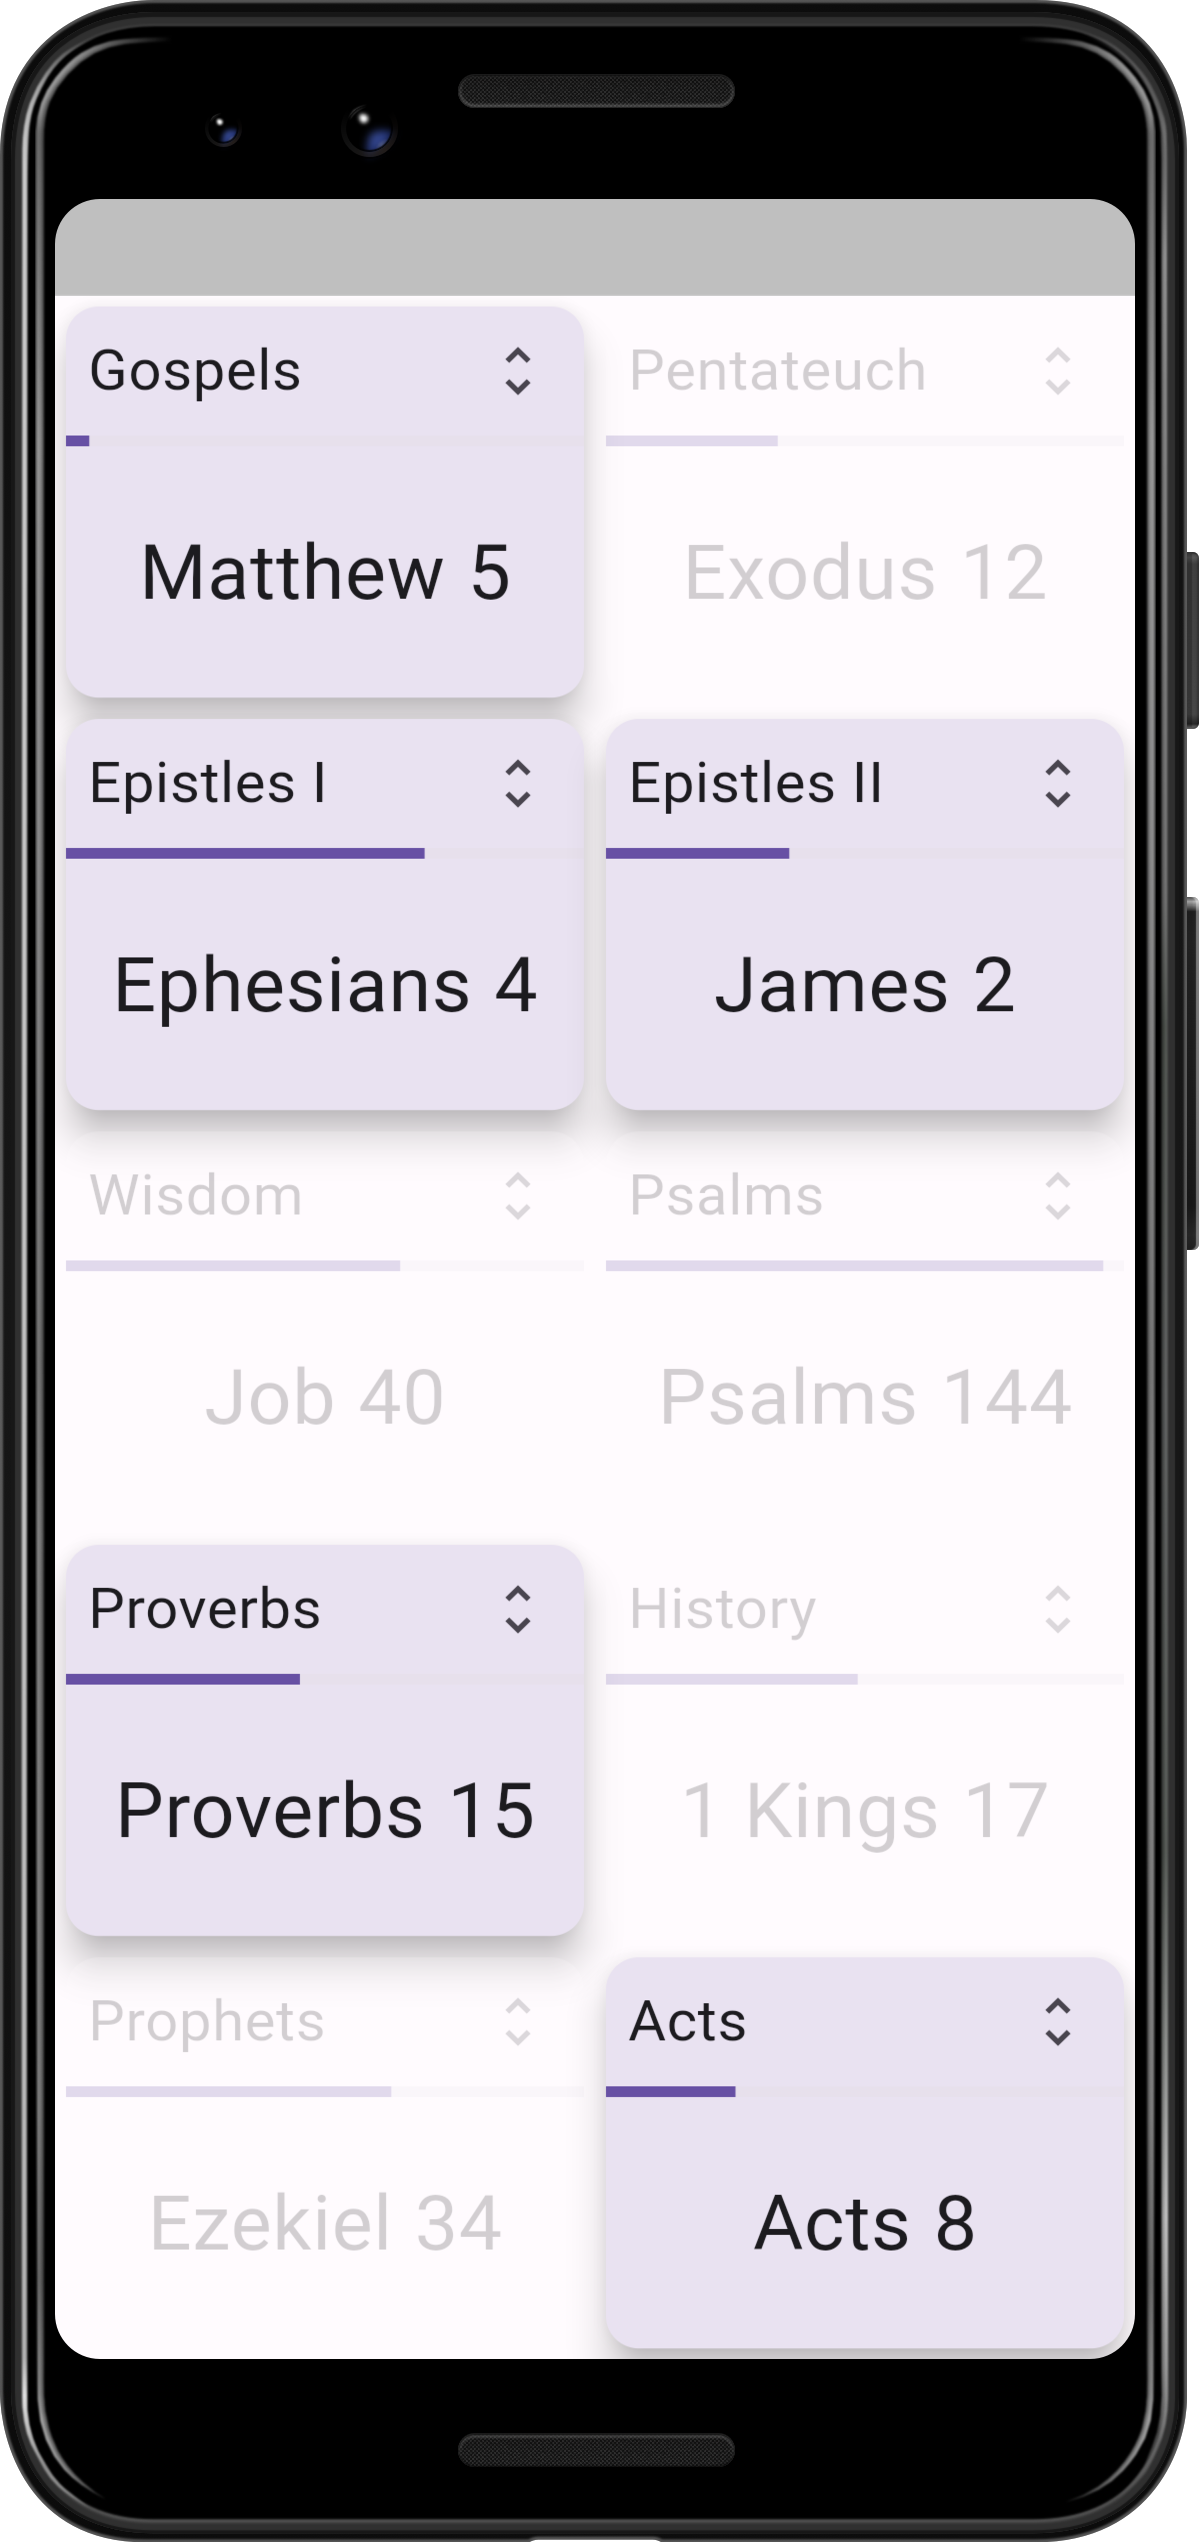 Gospels
Matthew 5
Pentateuch
Exodus 12
Epistles I
Ephesians 4
Epistles II
James 2
Wisdom
Job 40
Psalms
Psalms 144
Proverbs
Proverbs 15
History
1 Kings 17
Prophets
Ezekiel 34
Acts
Acts 8